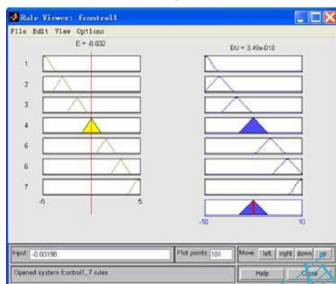 Rule Viewer: fcontrol1
File Edit View Options
E = -0.032
DU = 3.49e-018
1
2
3
4
5
6
7
-5 5
-10 10
Input: -0.03198 Plot points: 101 Move left right down up
Opened system fcontrol1, 7 rules Help Close